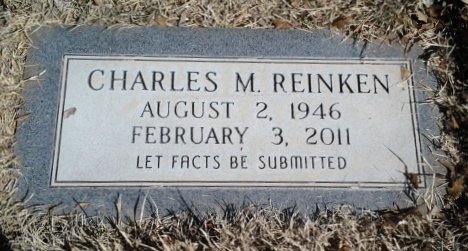 CHARLES M. REINKEN
AUGUST 2, 1946
FEBRUARY 3, 2011
LET FACTS BE SUBMITTED